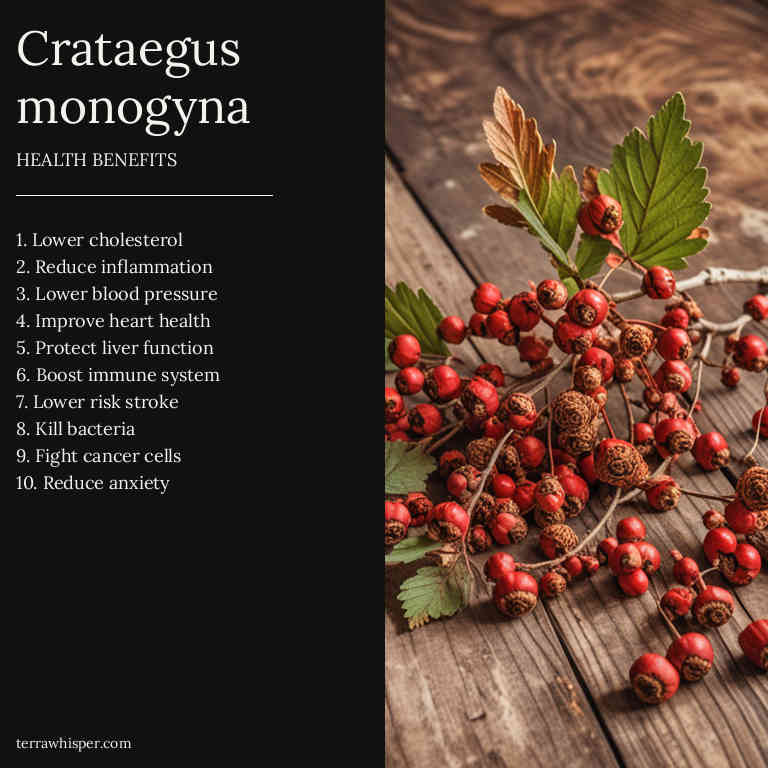 Crataegus
monogyna
HEALTH BENEFITS
1. Lower cholesterol
2. Reduce inflammation
3. Lower blood pressure
4. Improve heart health
5. Protect liver function
6. Boost immune system
7. Lower risk stroke
8. Kill bacteria
9. Fight cancer cells
10. Reduce anxiety
terrawhisper.com